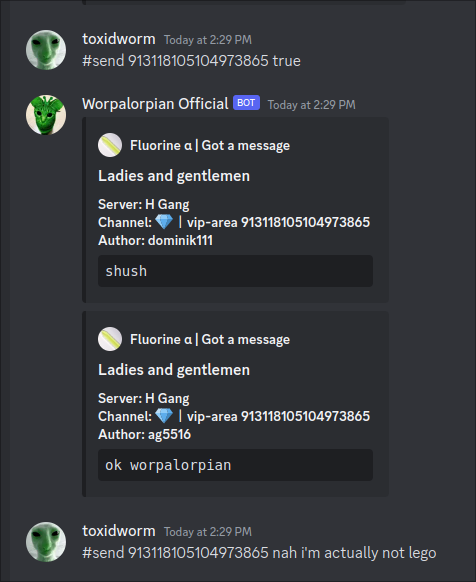 toxidworm Today at 2:29 PM
#send 913118105104973865 true
Worpalorpian Official BOT Today at 2:29 PM
Fluorine α | Got a message
Ladies and gentlemen
Server: H Gang
Channel: 💎 | vip-area 913118105104973865
Author: dominik111
shush
Fluorine α | Got a message
Ladies and gentlemen
Server: H Gang
Channel: 💎 | vip-area 913118105104973865
Author: ag5516
ok worpalorpian
toxidworm Today at 2:29 PM
#send 913118105104973865 nah i'm actually not lego